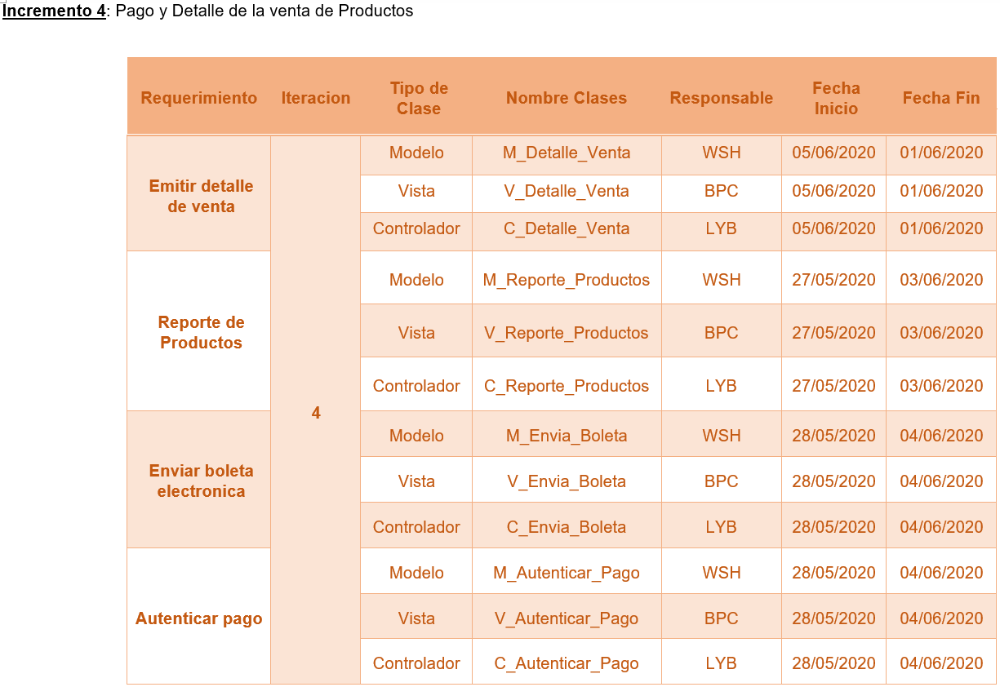 Incremento 4: Pago y Detalle de la venta de Productos
Requerimiento Iteracion Tipo de Clase Nombre Clases Responsable Fecha Inicio Fecha Fin
Emitir detalle de venta 4 Modelo M_Detalle_Venta WSH 05/06/2020 01/06/2020
Vista V_Detalle_Venta BPC 05/06/2020 01/06/2020
Controlador C_Detalle_Venta LYB 05/06/2020 01/06/2020
Reporte de Productos Modelo M_Reporte_Productos WSH 27/05/2020 03/06/2020
Vista V_Reporte_Productos BPC 27/05/2020 03/06/2020
Controlador C_Reporte_Productos LYB 27/05/2020 03/06/2020
Enviar boleta electronica Modelo M_Envia_Boleta WSH 28/05/2020 04/06/2020
Vista V_Envia_Boleta BPC 28/05/2020 04/06/2020
Controlador C_Envia_Boleta LYB 28/05/2020 04/06/2020
Autenticar pago Modelo M_Autenticar_Pago WSH 28/05/2020 04/06/2020
Vista V_Autenticar_Pago BPC 28/05/2020 04/06/2020
Controlador C_Autenticar_Pago LYB 28/05/2020 04/06/2020